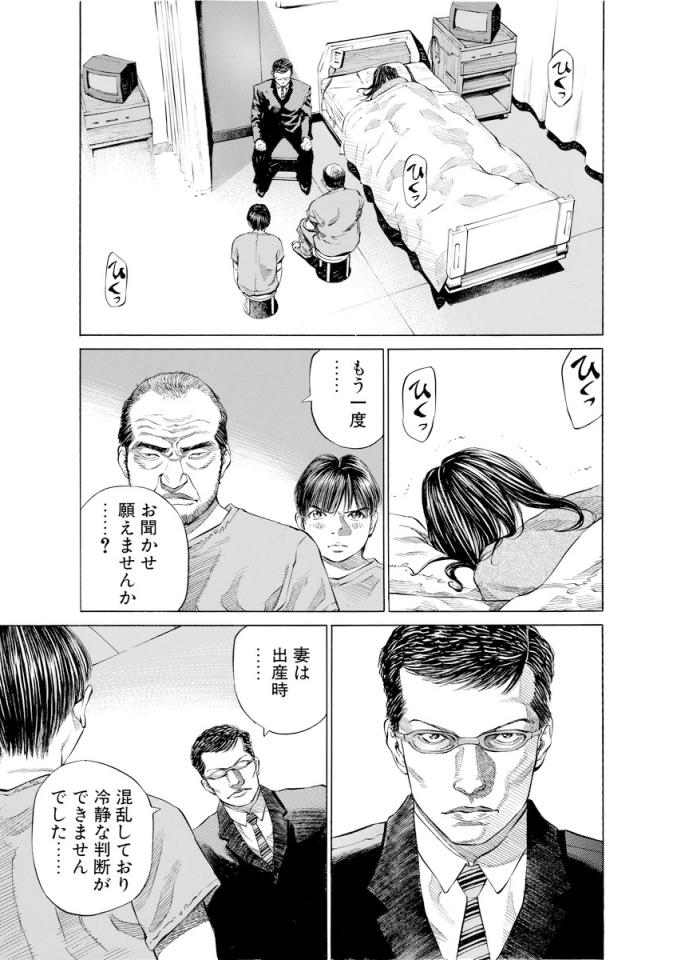 ひくっ
ひくっ
ひくっ
ひくっ
ひくっ
もう一度
……
お聞かせ
願えませんか
……?
妻は
出産時
……
混乱しており
冷静な判断が
できません
でした……